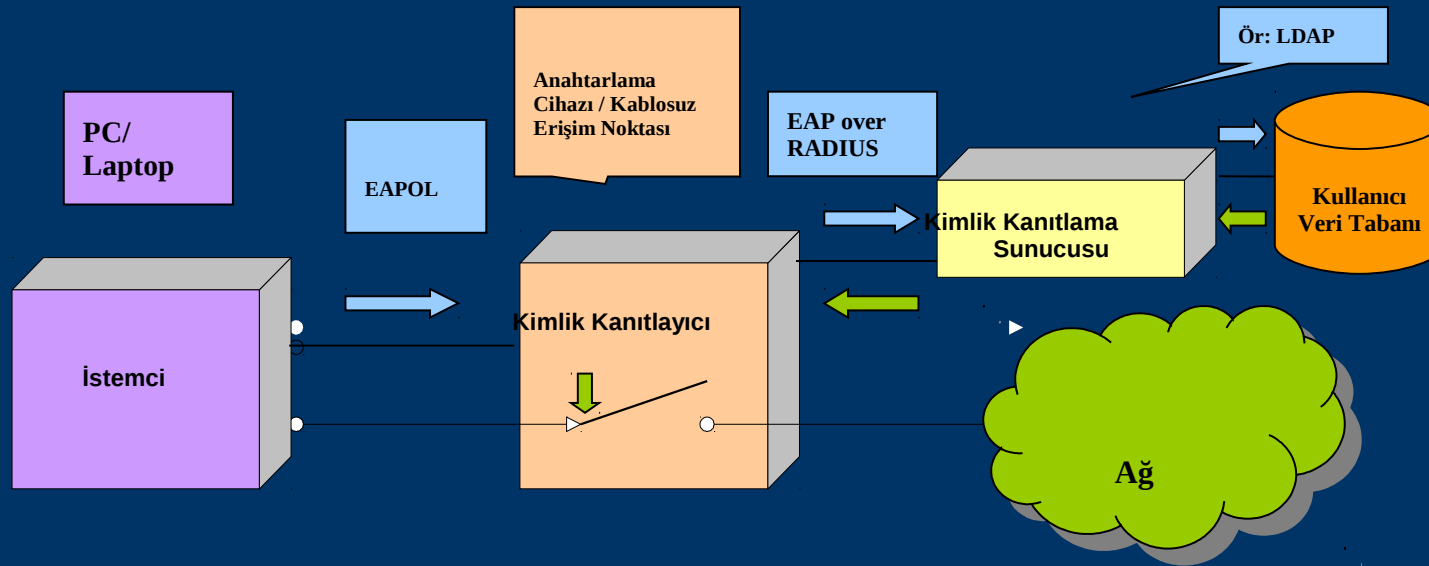 Ör: LDAP
PC/
Laptop
EAPOL
Anahtarlama
Cihazı / Kablosuz
Erişim Noktası
EAP over
RADIUS
Kimlik Kanıtlama
Sunucusu
Kullanıcı
Veri Tabanı
İstemci
Kimlik Kanıtlayıcı
Ağ